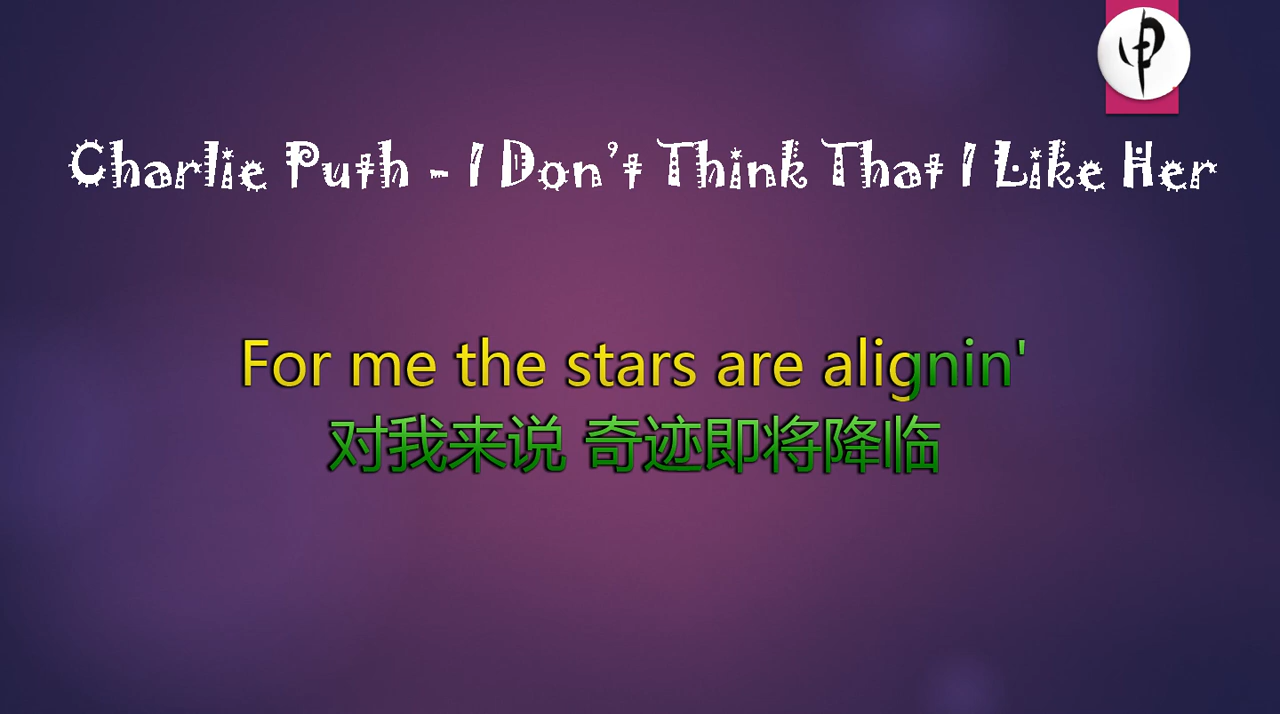 Charlie Puth - I Don't Think That I Like Her
For me the stars are alignin'
对我来说 奇迹即将降临